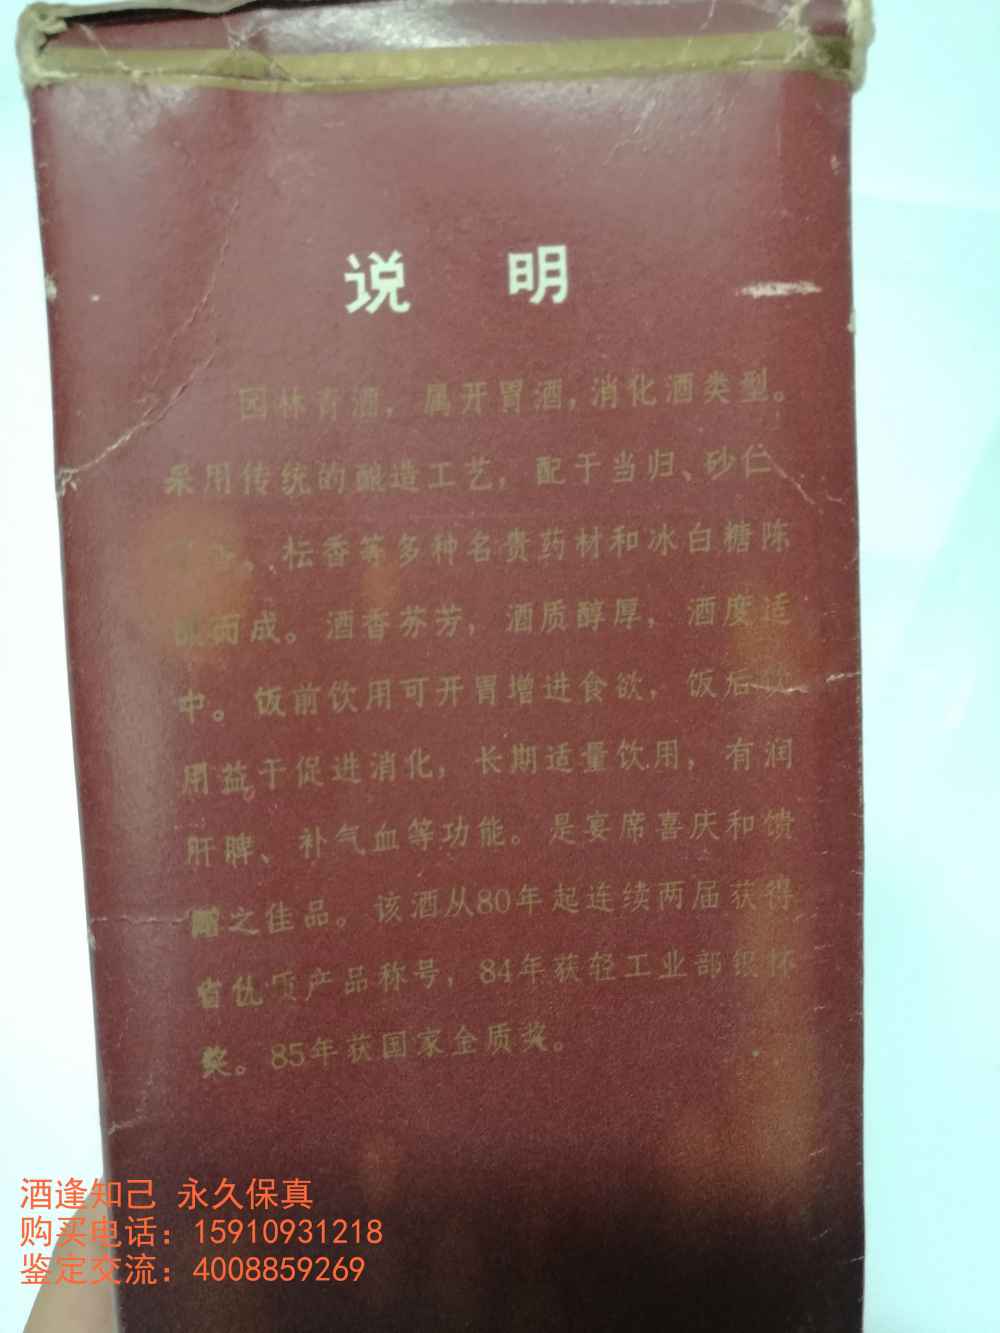 说 明
园林青酒，属开胃酒，消化酒类型。
采用传统的酿造工艺，配于当归、砂仁、
、枟香等多种名贵药材和冰白糖陈
而成。酒香芬芳，酒质醇厚，酒度适
中。饭前饮用可开胃增进食欲，饭后饮
用益于促进消化，长期适量饮用，有润
肝脾、补气血等功能。是宴席喜庆和馈
赠之佳品。该酒从80年起连续两届获得
省优质产品称号，84年获轻工业部银杯
奖。85年获国家金质奖。
酒逢知己 永久保真
购买电话：15910931218
鉴定交流：4008859269